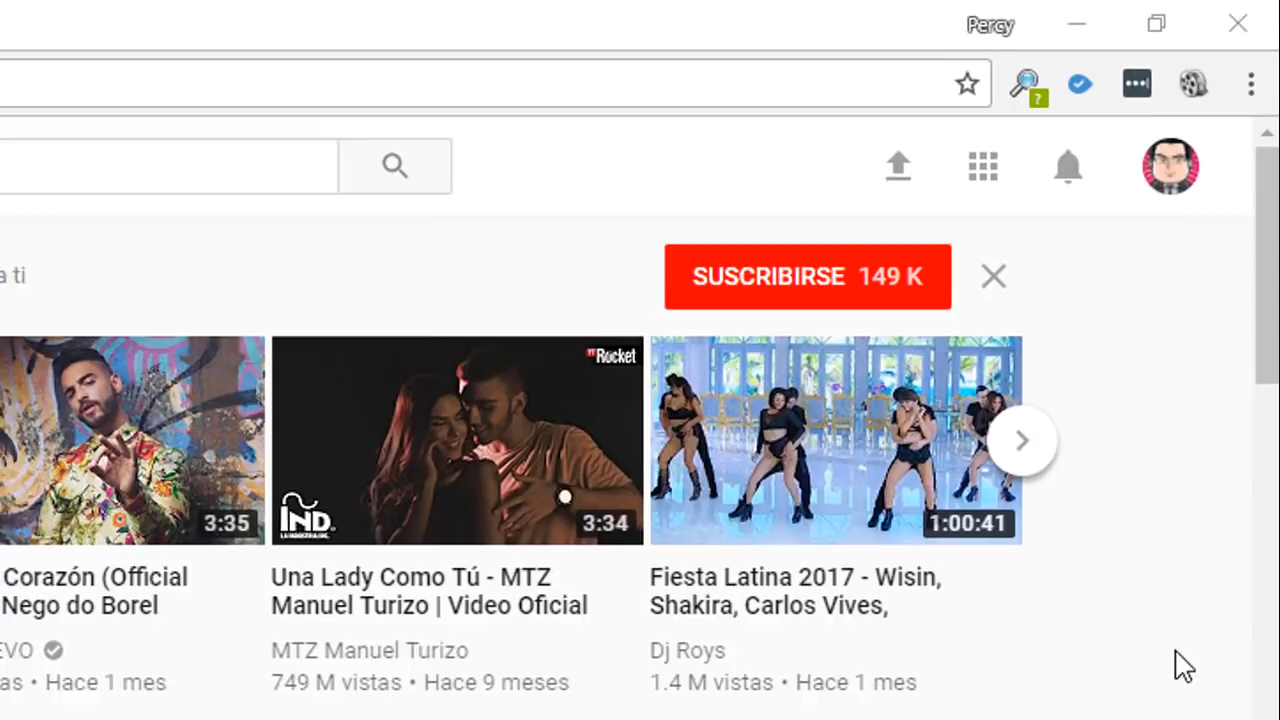 Percy
?
a ti
SUSCRIBIRSE 149 K
Rocket
IND.
3:35
3:34
1:00:41
Corazón (Official
Nego do Borel
EVO
as • Hace 1 mes
Una Lady Como Tú - MTZ
Manuel Turizo | Video Oficial
MTZ Manuel Turizo
749 M vistas • Hace 9 meses
Fiesta Latina 2017 - Wisin,
Shakira, Carlos Vives,
Dj Roys
1.4 M vistas • Hace 1 mes